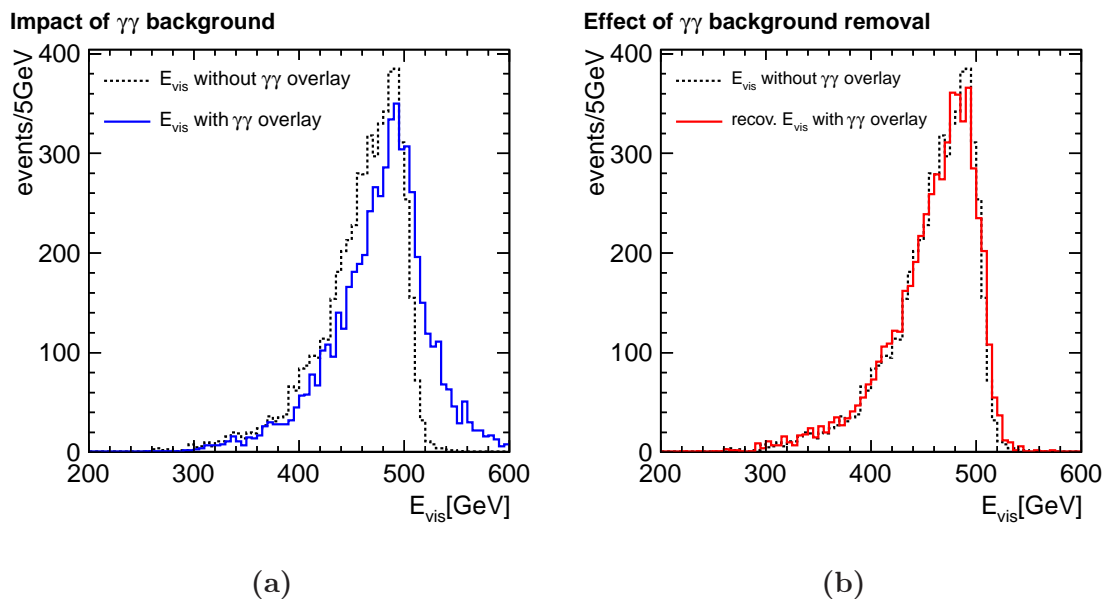 Impact of γγ background
events/5GeV
400
300
200
100
0
E_vis without γγ overlay
E_vis with γγ overlay
200 300 400 500 600
E_vis[GeV]
(a)
Effect of γγ background removal
events/5GeV
400
300
200
100
0
E_vis without γγ overlay
recov. E_vis with γγ overlay
200 300 400 500 600
E_vis[GeV]
(b)